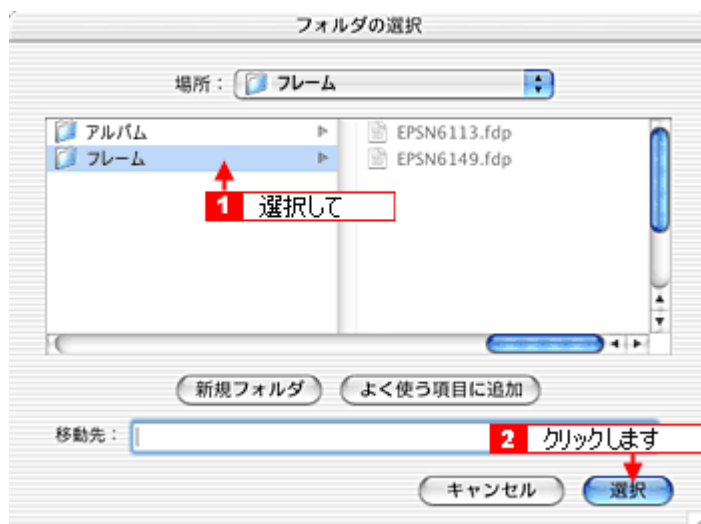 フォルダの選択
場所： フレーム
アルバム
フレーム
EPSN6113.fdp
EPSN6149.fdp
1 選択して
新規フォルダ
よく使う項目に追加
移動先：
2 クリックします
キャンセル
選択